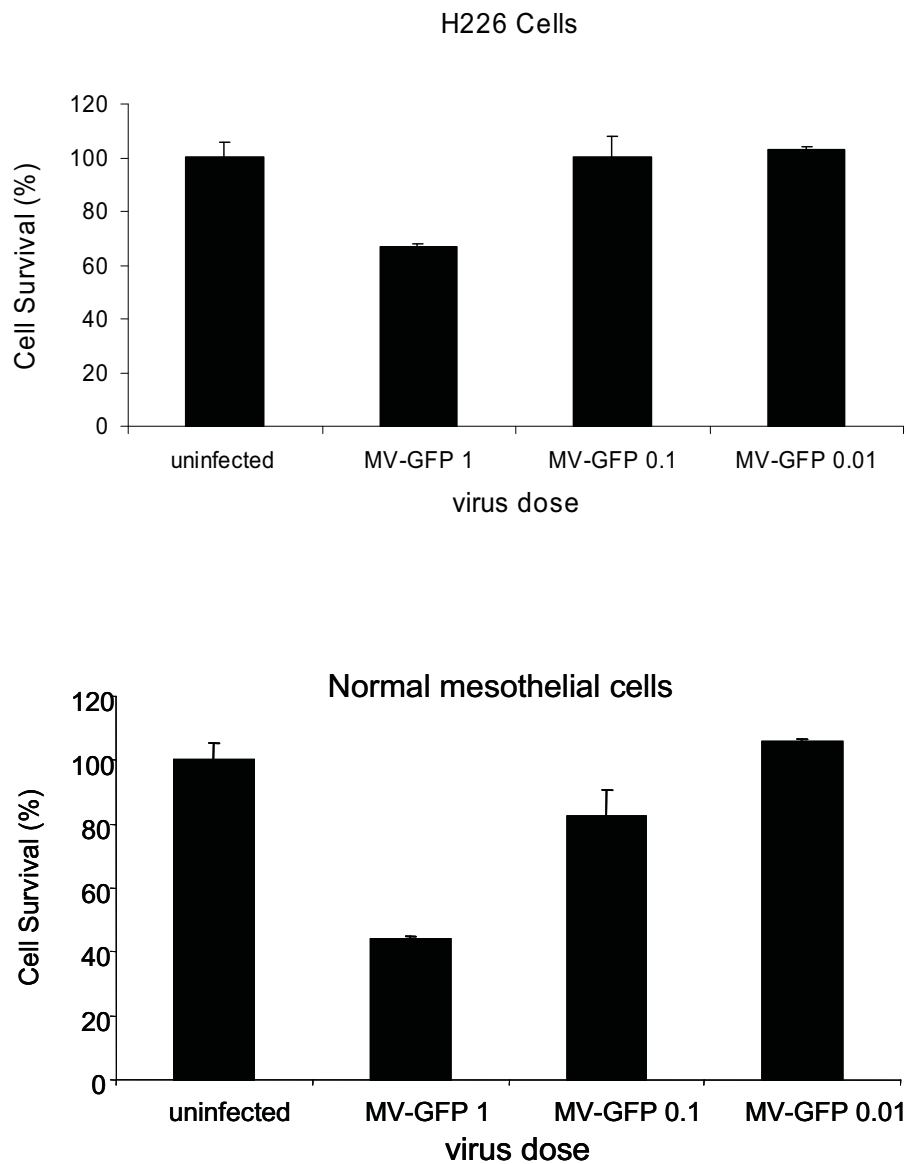 H226 Cells
120
100
80
60
40
20
0
Cell Survival (%)
uninfected MV-GFP 1 MV-GFP 0.1 MV-GFP 0.01
virus dose
Normal mesothelial cells
120
100
80
60
40
20
0
Cell Survival (%)
uninfected MV-GFP 1 MV-GFP 0.1 MV-GFP 0.01
virus dose